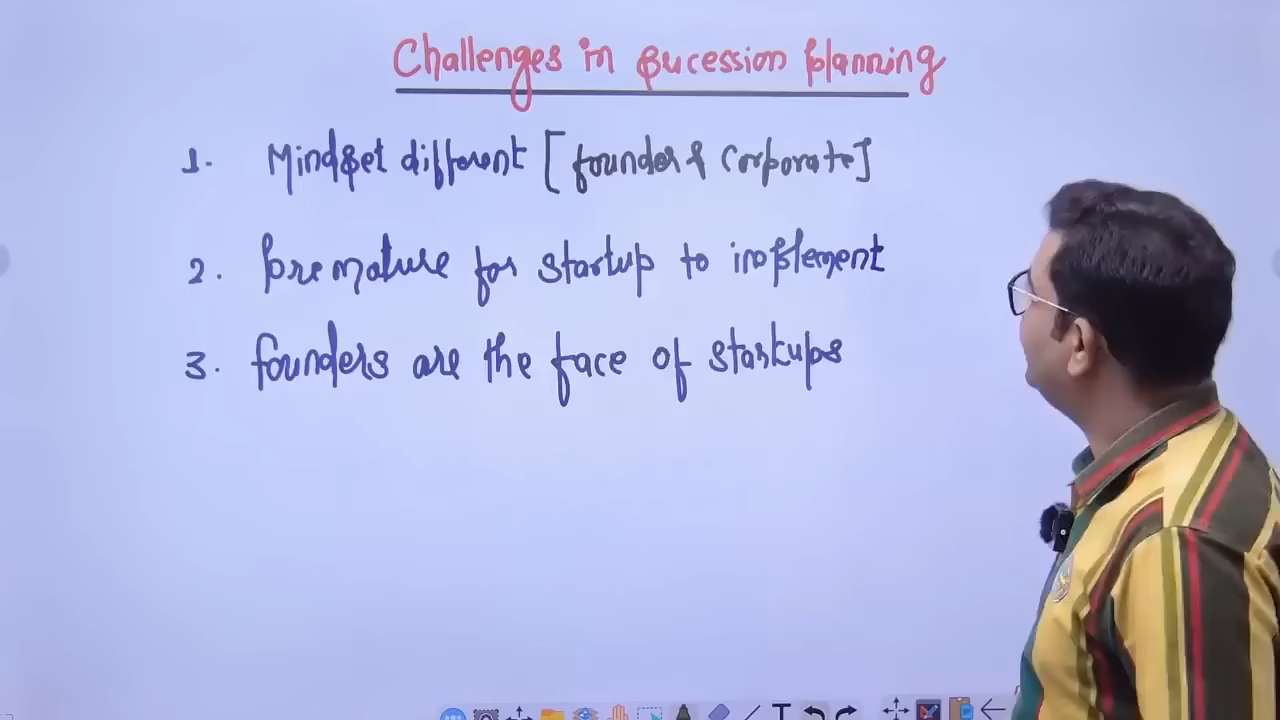 Challenges in sucession planning
1. Mindset different [founder & corporate]
2. premature for startup to implement
3. founders are the face of startups